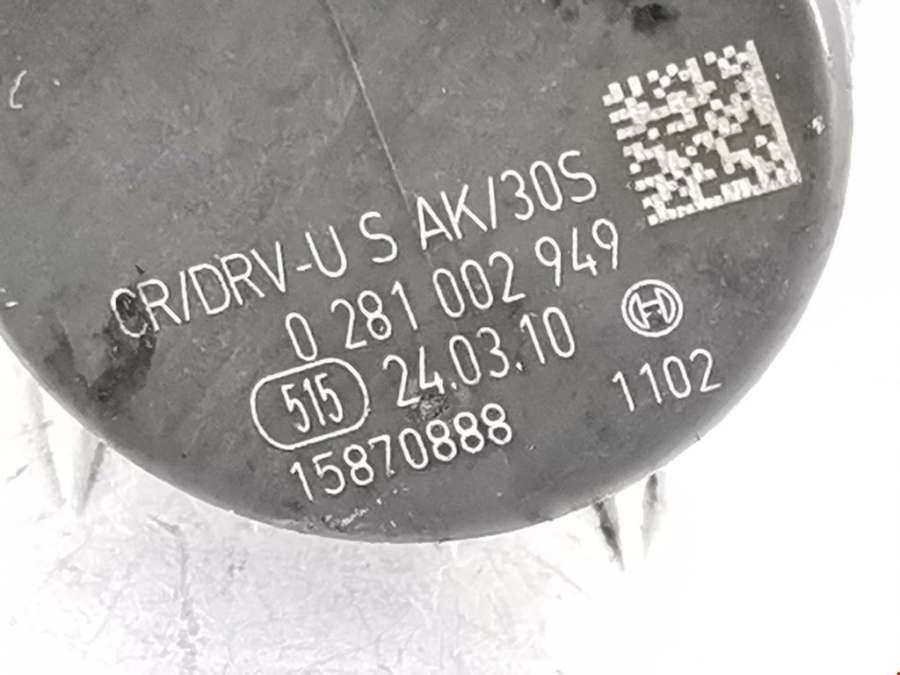 CR/DRV-U S AK/30S
0 281 002 949
515 24.03.10
15870888 1102